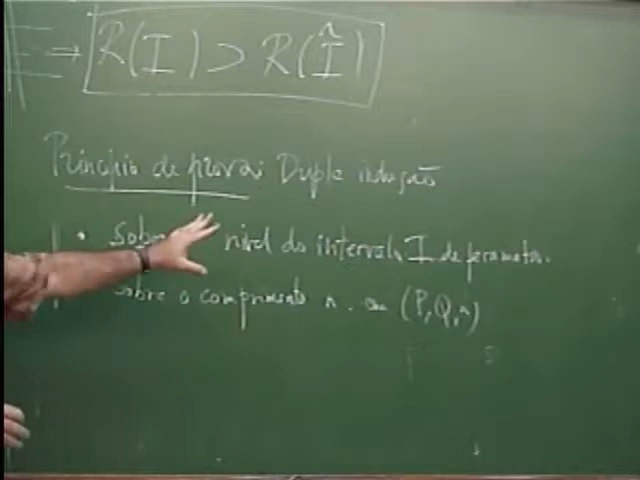 ⇒ R(I) > R(Î)
Princípio de prova: Dupla indução
• Sobre nível do intervalo I de parametros.
Sobre o comprimento n. em (P, Q, n)